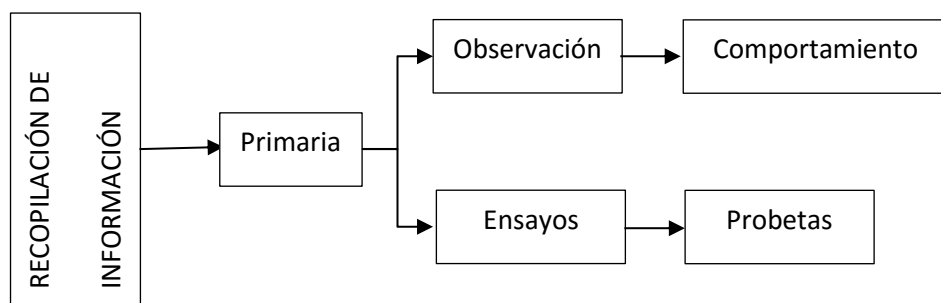 RECOPILACIÓN DE
INFORMACIÓN
Primaria
Observación
Comportamiento
Ensayos
Probetas